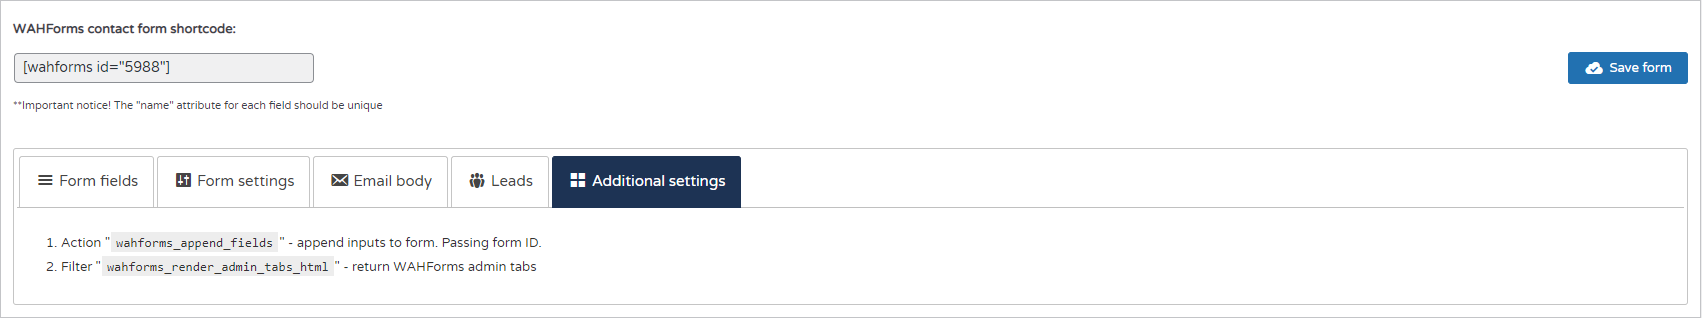 WAHForms contact form shortcode:
[wahforms id="5988"]
Save form
**Important notice! The "name" attribute for each field should be unique
Form fields
Form settings
Email body
Leads
Additional settings
1. Action "wahforms_append_fields" - append inputs to form. Passing form ID.
2. Filter "wahforms_render_admin_tabs_html" - return WAHForms admin tabs